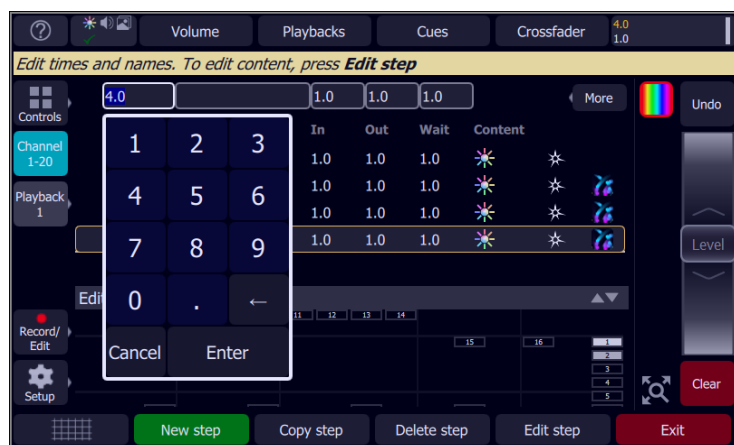 ?
Volume
Playbacks
Cues
Crossfader
4.0
1.0
Edit times and names. To edit content, press Edit step
Controls
Channel
1-20
Playback
1
4.0
1.0
1.0
1.0
More
Undo
In Out Wait Content
1.0 1.0 1.0
1.0 1.0 1.0
1.0 1.0 1.0
1.0 1.0 1.0
1 2 3
4 5 6
7 8 9
0 . ←
Cancel Enter
Level
Edi
11 12 13 14
15 16 1
2
3
4
5
Record/
Edit
Setup
Clear
New step
Copy step
Delete step
Edit step
Exit